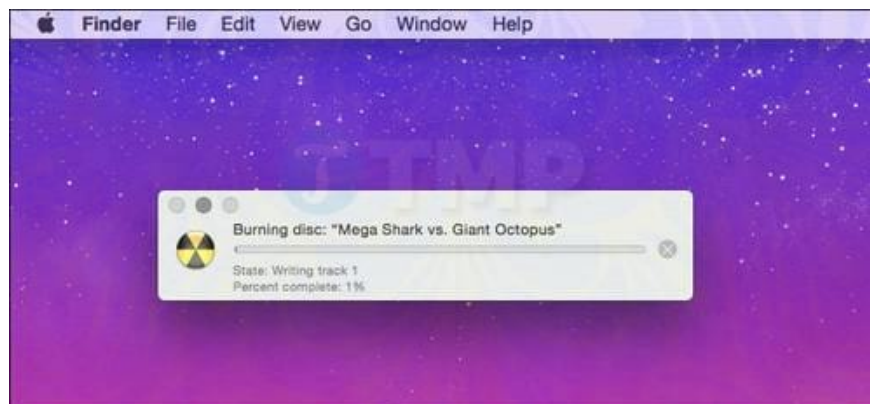 Finder File Edit View Go Window Help
TMP
Burning disc: "Mega Shark vs. Giant Octopus"
State: Writing track 1
Percent complete: 1%